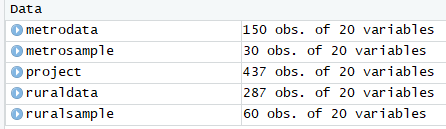 Data
metrodata 150 obs. of 20 variables
metrosample 30 obs. of 20 variables
project 437 obs. of 20 variables
ruraldata 287 obs. of 20 variables
ruralsample 60 obs. of 20 variables